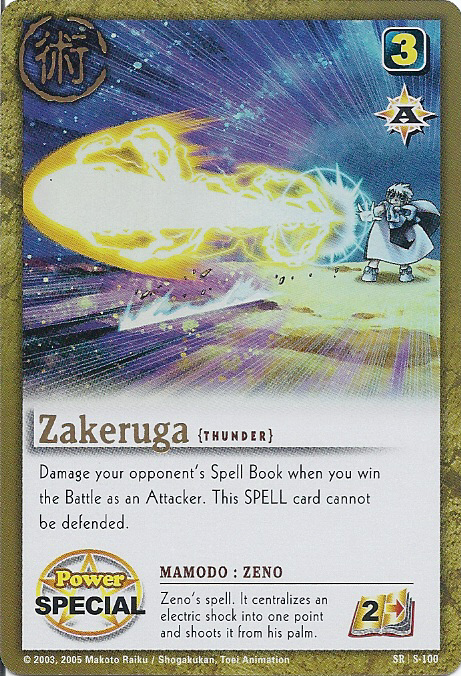 術
3
A
Zakeruga {THUNDER}
Damage your opponent's Spell Book when you win
the Battle as an Attacker. This SPELL card cannot
be defended.
Power
SPECIAL
MAMODO : ZENO
Zeno's spell. It centralizes an
electric shock into one point
and shoots it from his palm.
2
© 2003, 2005 Makoto Raiku / Shogakukan, Toei Animation
SR | S-100